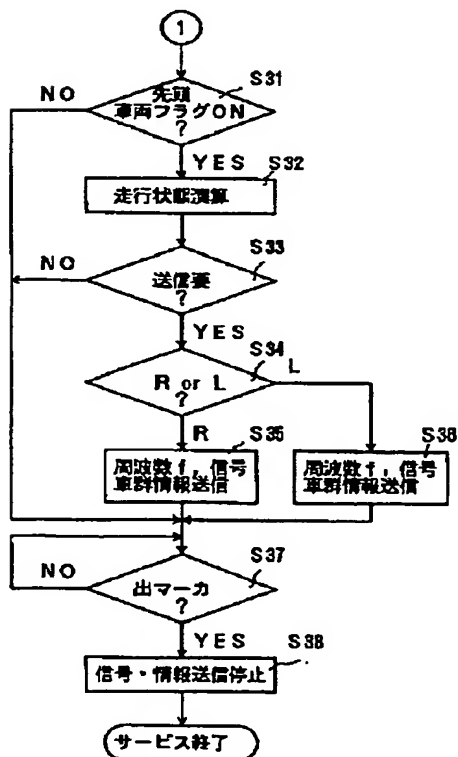 1
S31
NO
先頭
車両フラグON
?
YES
S32
走行状態演算
S33
NO
送信要
?
YES
S34
R or L
?
L
R
S35
周波数f,信号
車群情報送信
S36
周波数f,信号
車群情報送信
S37
NO
出マーカ
?
YES
S38
信号・情報送信停止
サービス終了